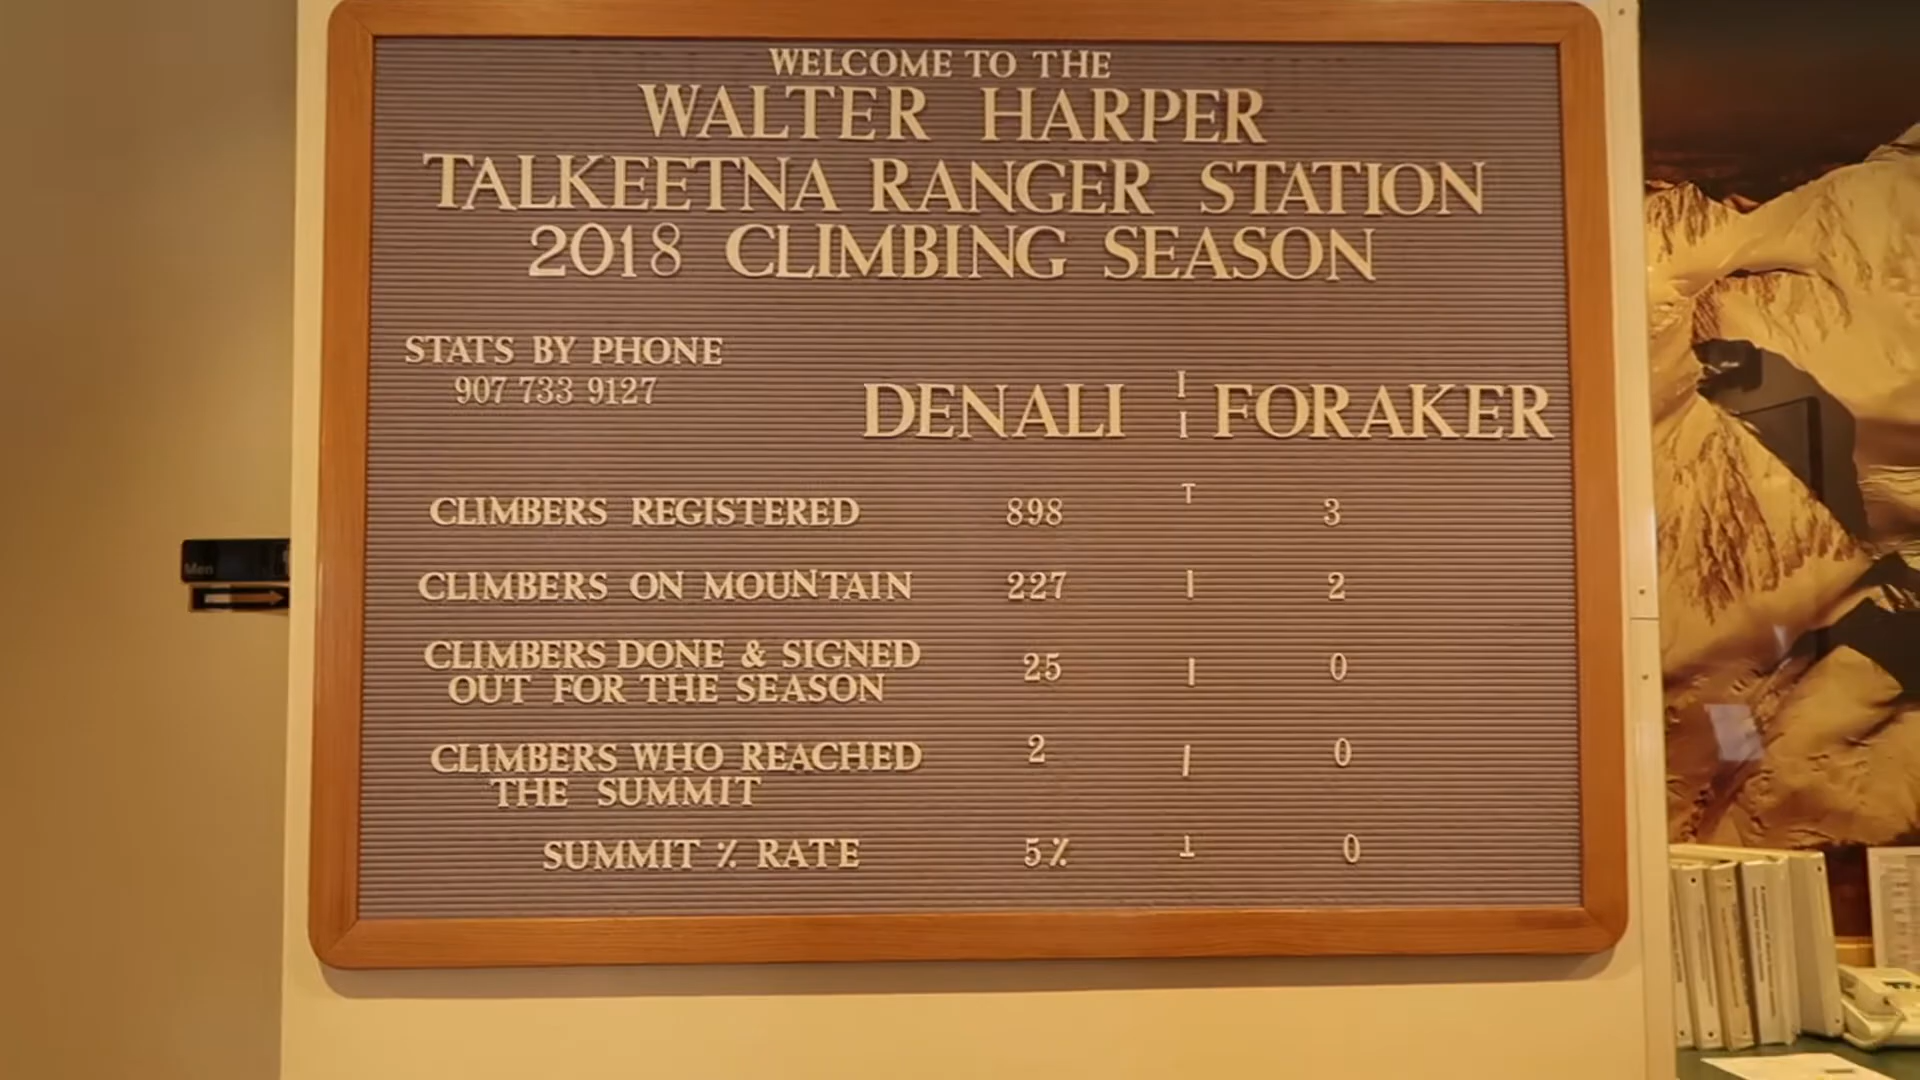 WELCOME TO THE
WALTER HARPER
TALKEETNA RANGER STATION
2018 CLIMBING SEASON
STATS BY PHONE
907 733 9127
DENALI FORAKER
CLIMBERS REGISTERED 898 3
CLIMBERS ON MOUNTAIN 227 2
CLIMBERS DONE & SIGNED
OUT FOR THE SEASON 25 0
CLIMBERS WHO REACHED
THE SUMMIT 2 0
SUMMIT % RATE 5% 0
Men